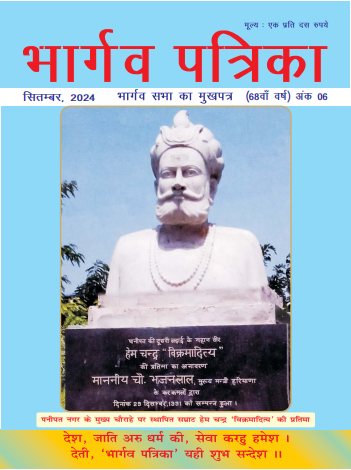 मूल्य : एक प्रति दस रुपये
भार्गव पत्रिका
सितम्बर, 2024 भार्गव सभा का मुखपत्र (68वाँ वर्ष) अंक 06
पानीपत की दूसरी लड़ाई के महान वीर
हेम चन्द्र "विक्रमादित्य"
की प्रतिमा का अनावरण
माननीय चौ. भजनलाल, मुख्य मन्त्री हरियाणा
के करकमलों द्वारा
दिनांक 25 दिसम्बर, 1991 को सम्पन्न हुआ।
पानीपत नगर के मुख्य चौराहे पर स्थापित सम्राट हेम चन्द्र 'विक्रमादित्य' की प्रतिमा
देश, जाति अरु धर्म की, सेवा करहु हमेश ।
देती, 'भार्गव पत्रिका' यही शुभ सन्देश ।।